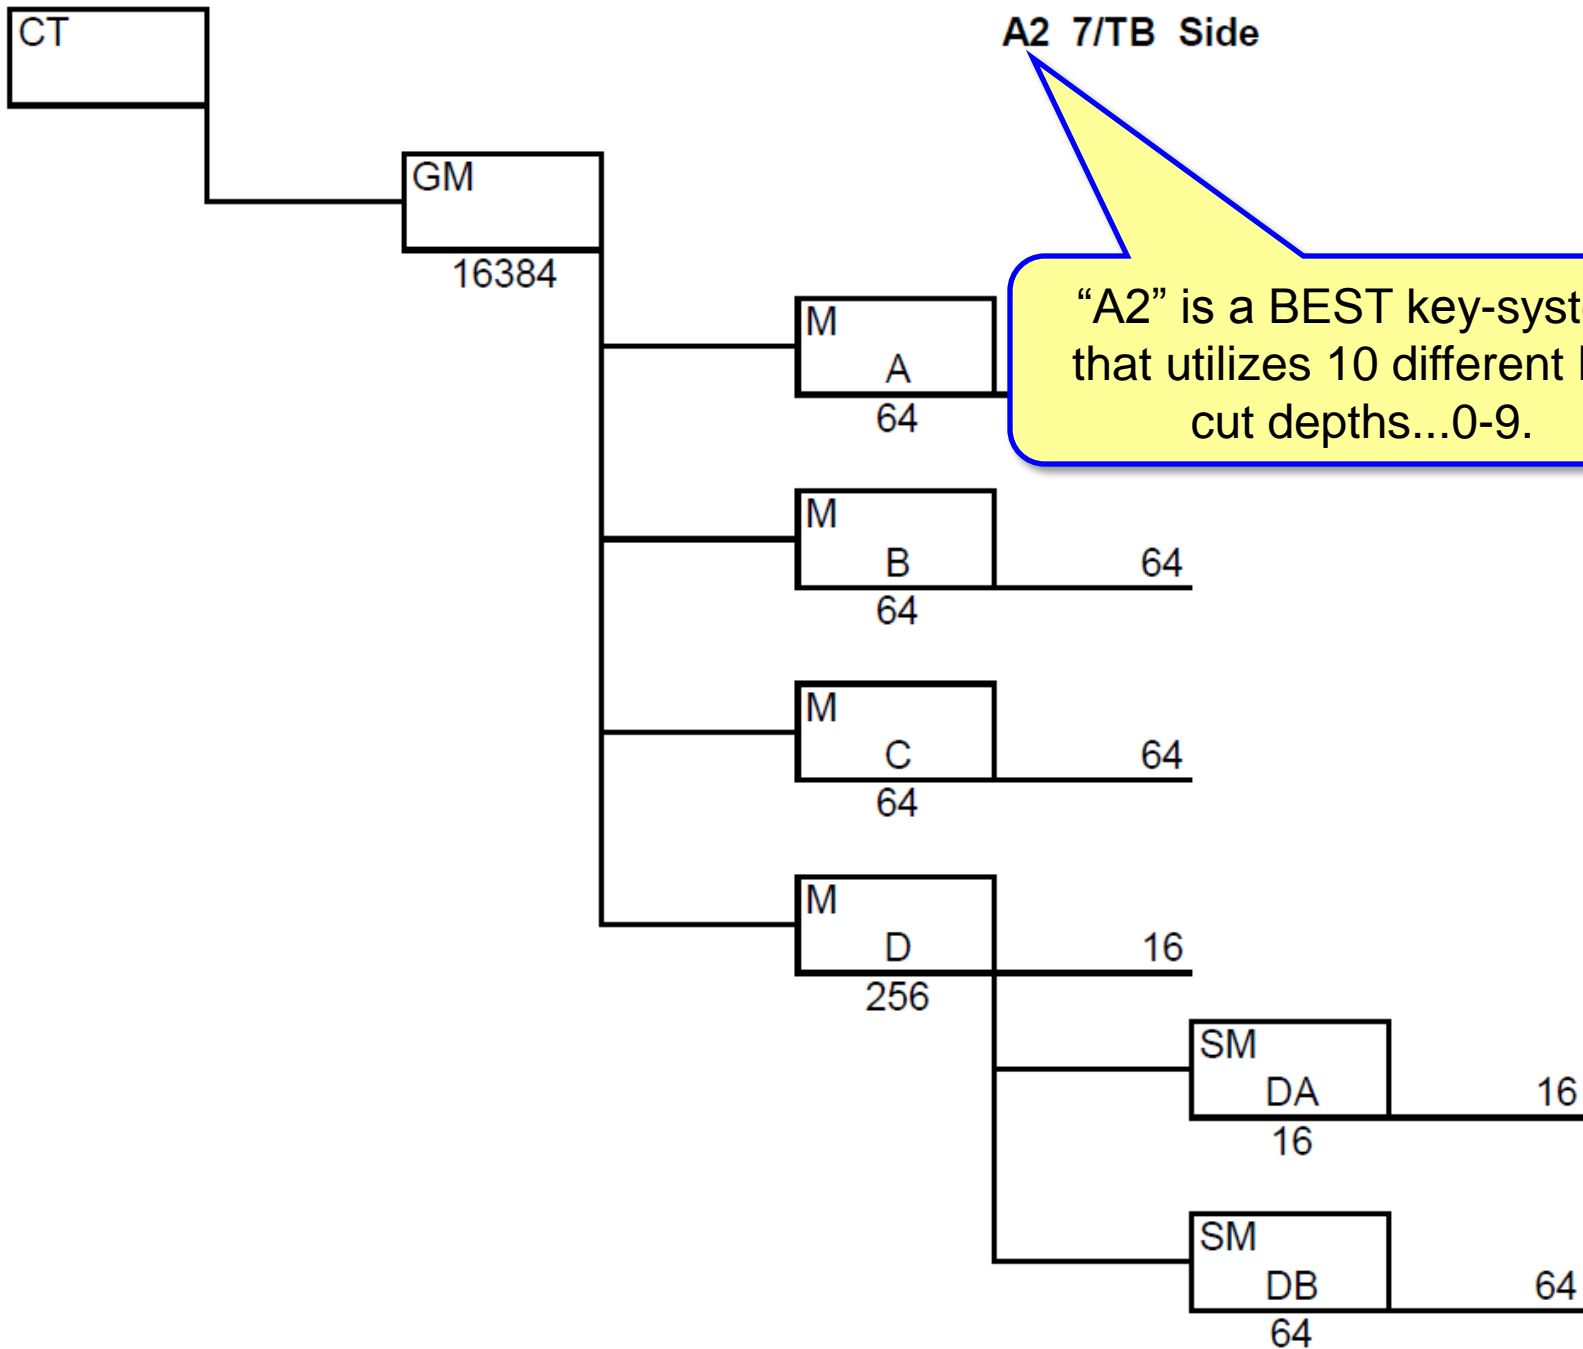 CT
A2 7/TB Side
GM
16384
M
A
64
“A2” is a BEST key-syst
that utilizes 10 different
cut depths...0-9.
M
B
64
64
M
C
64
64
M
D
16
256
SM
DA
16
16
SM
DB
64
64